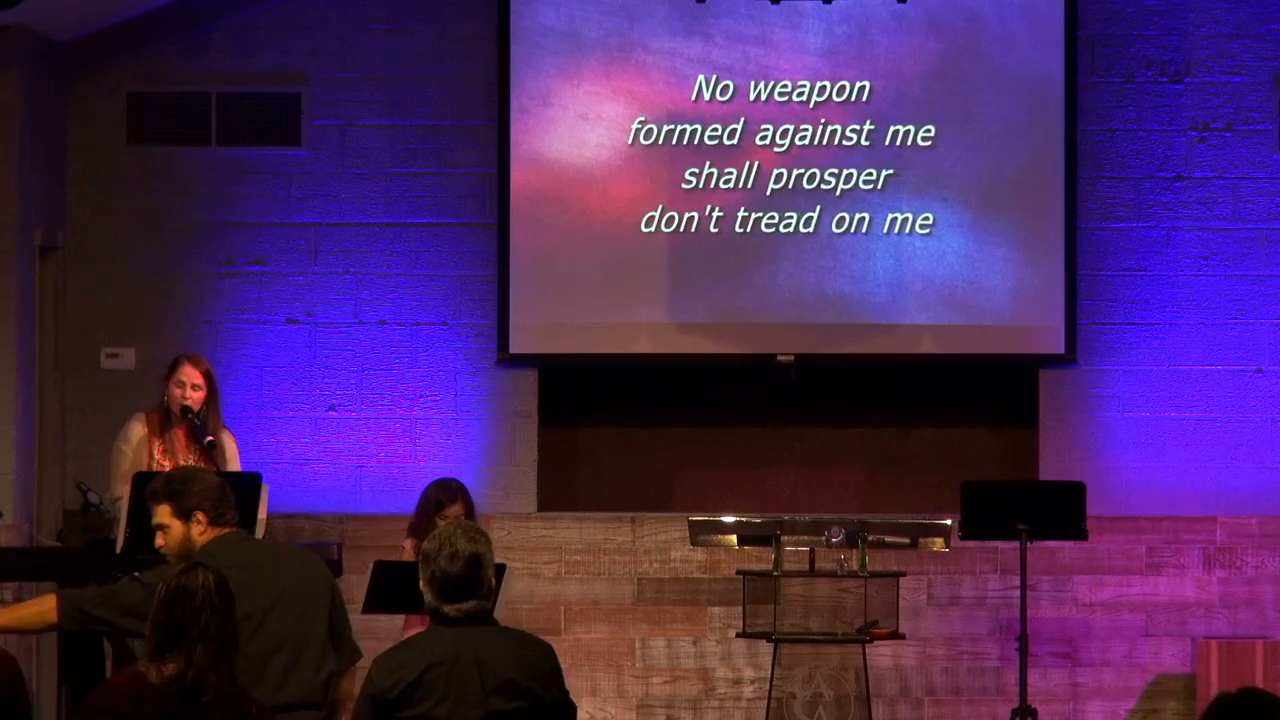 No weapon
formed against me
shall prosper
don't tread on me